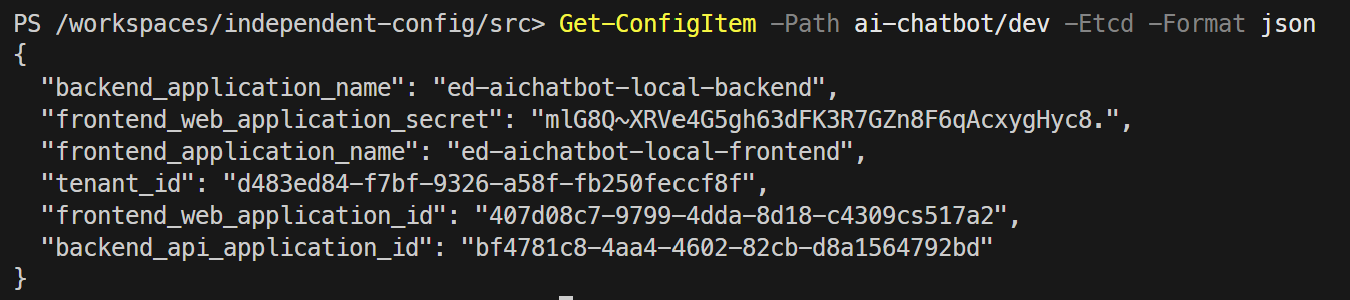 PS /workspaces/independent-config/src> Get-ConfigItem -Path ai-chatbot/dev -Etcd -Format json
{
  "backend_application_name": "ed-aichatbot-local-backend",
  "frontend_web_application_secret": "mlG8Q~XRVe4G5gh63dFK3R7GZn8F6qAcxygHyc8.",
  "frontend_application_name": "ed-aichatbot-local-frontend",
  "tenant_id": "d483ed84-f7bf-9326-a58f-fb250feccf8f",
  "frontend_web_application_id": "407d08c7-9799-4dda-8d18-c4309cs517a2",
  "backend_api_application_id": "bf4781c8-4aa4-4602-82cb-d8a1564792bd"
}